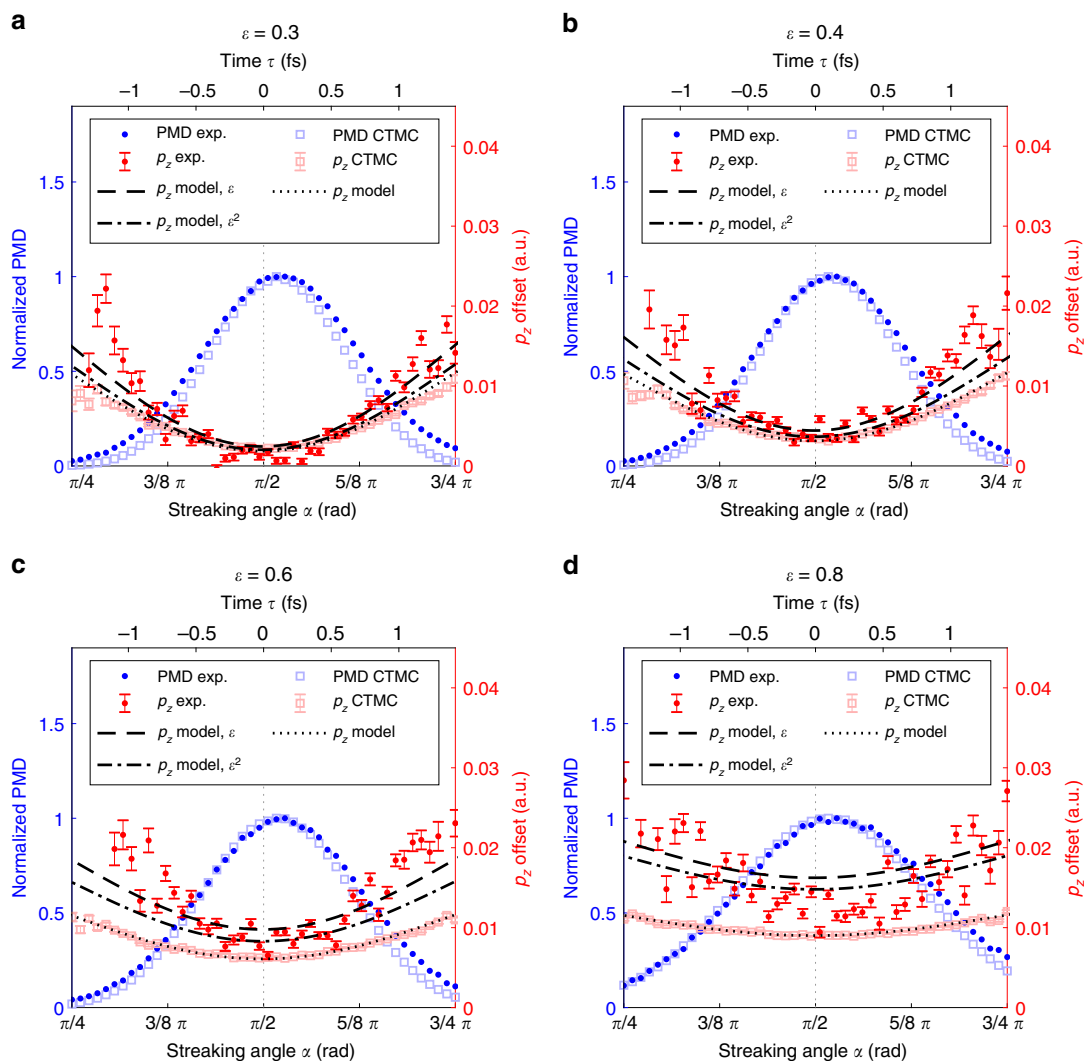 a
ε = 0.3
Time τ (fs)
−1 −0.5 0 0.5 1
PMD exp. PMD CTMC
p_z exp. p_z CTMC
p_z model, ε p_z model
p_z model, ε²
Normalized PMD
0 0.5 1 1.5
p_z offset (a.u.)
0 0.01 0.02 0.03 0.04
π/4 3/8 π π/2 5/8 π 3/4 π
Streaking angle α (rad)
b
ε = 0.4
Time τ (fs)
−1 −0.5 0 0.5 1
PMD exp. PMD CTMC
p_z exp. p_z CTMC
p_z model, ε p_z model
p_z model, ε²
Normalized PMD
0 0.5 1 1.5
p_z offset (a.u.)
0 0.01 0.02 0.03 0.04
π/4 3/8 π π/2 5/8 π 3/4 π
Streaking angle α (rad)
c
ε = 0.6
Time τ (fs)
−1 −0.5 0 0.5 1
PMD exp. PMD CTMC
p_z exp. p_z CTMC
p_z model, ε p_z model
p_z model, ε²
Normalized PMD
0 0.5 1 1.5
p_z offset (a.u.)
0 0.01 0.02 0.03 0.04
π/4 3/8 π π/2 5/8 π 3/4 π
Streaking angle α (rad)
d
ε = 0.8
Time τ (fs)
−1 −0.5 0 0.5 1
PMD exp. PMD CTMC
p_z exp. p_z CTMC
p_z model, ε p_z model
p_z model, ε²
Normalized PMD
0 0.5 1 1.5
p_z offset (a.u.)
0 0.01 0.02 0.03 0.04
π/4 3/8 π π/2 5/8 π 3/4 π
Streaking angle α (rad)